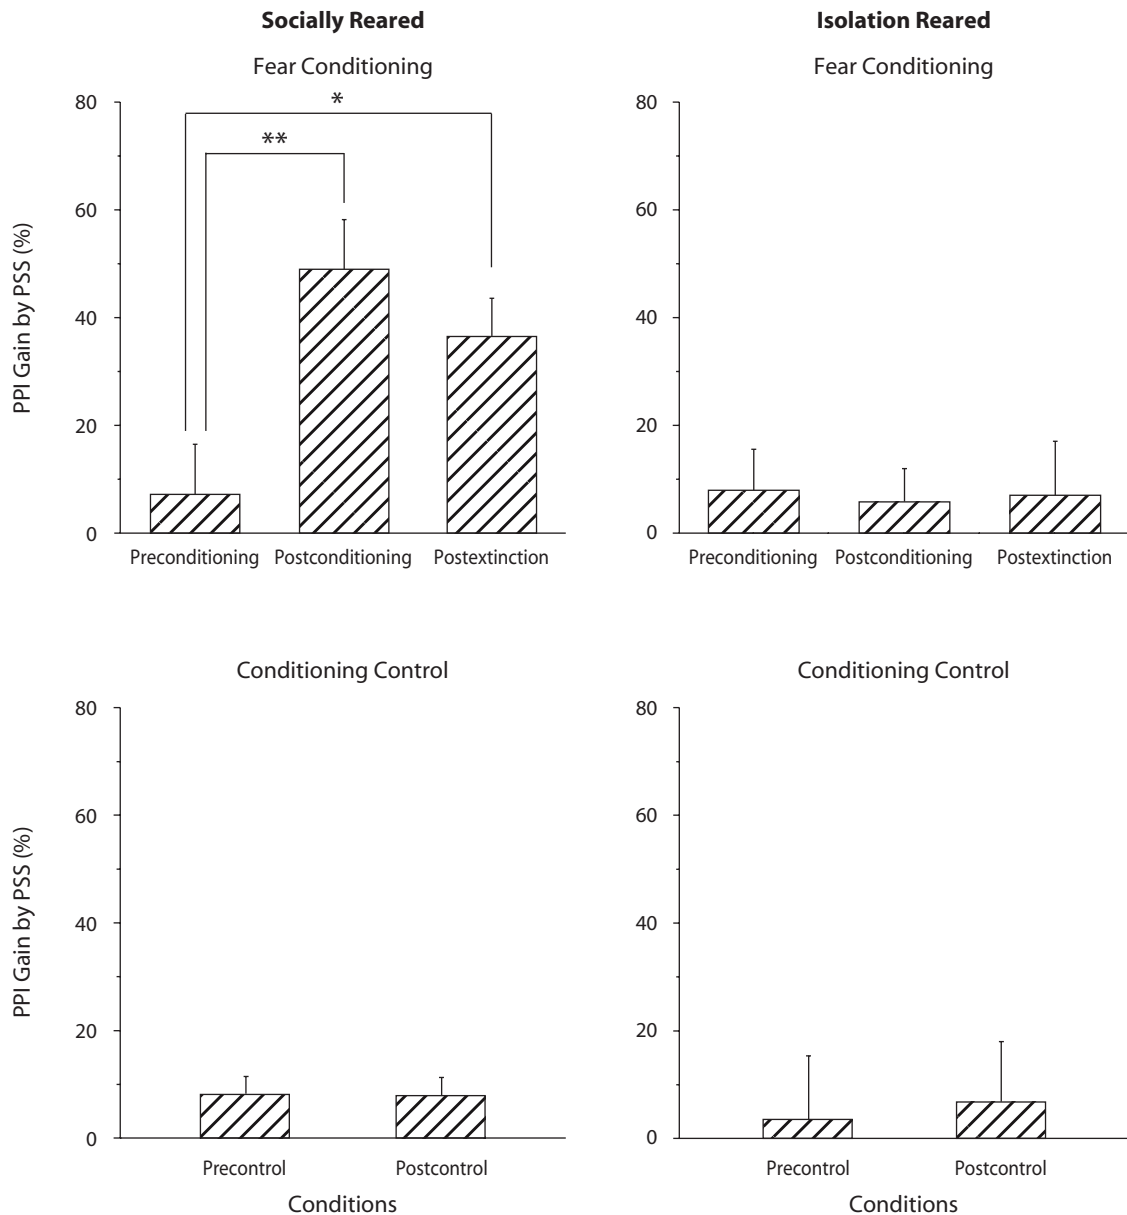 Socially Reared
Isolation Reared
Fear Conditioning
Fear Conditioning
PPI Gain by PSS (%)
80
60
40
20
0
*
**
Preconditioning Postconditioning Postextinction
80
60
40
20
0
Preconditioning Postconditioning Postextinction
Conditioning Control
Conditioning Control
PPI Gain by PSS (%)
80
60
40
20
0
Precontrol Postcontrol
Conditions
80
60
40
20
0
Precontrol Postcontrol
Conditions